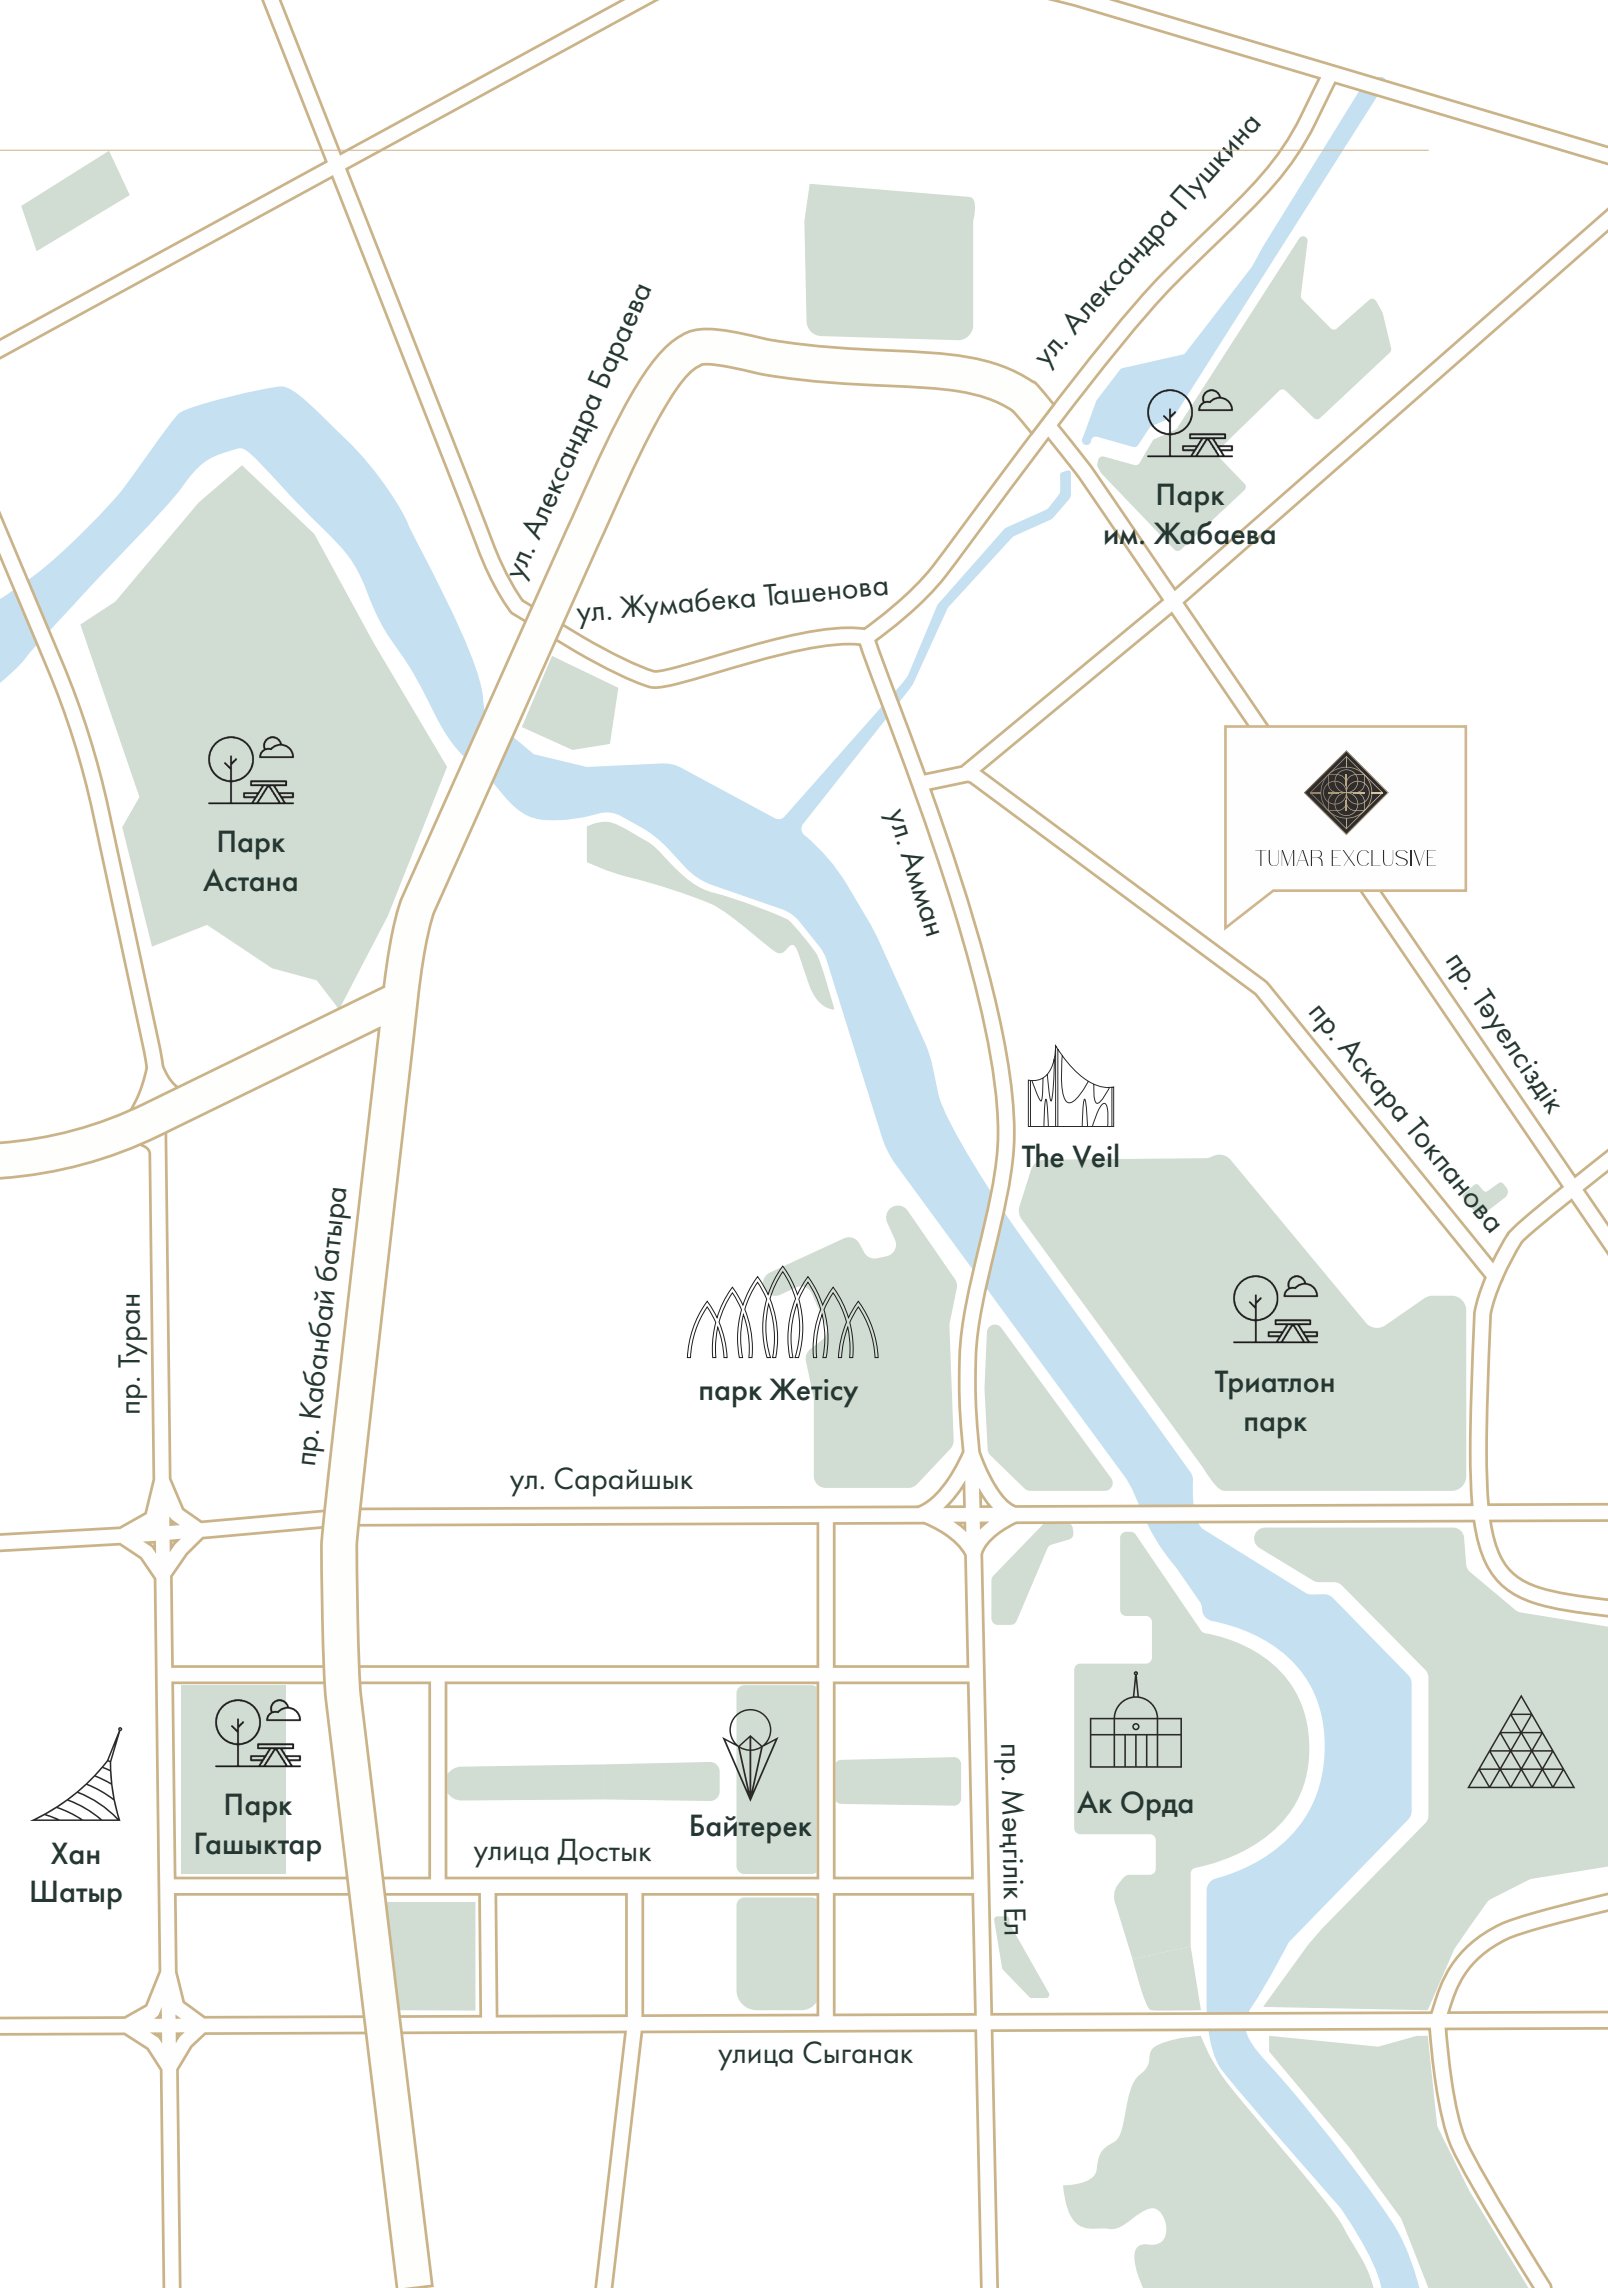 ул. Александра Пушкина
ул. Александра Бараева
Парк
им. Жабаева
ул. Жумабека Ташенова
TUMAR EXCLUSIVE
Парк
Астана
ул. Амман
пр. Тәуелсіздік
пр. Аскара Токпанова
The Veil
пр. Кабанбай батыра
пр. Туран
парк Жетісу
Триатлон
парк
ул. Сарайшык
пр. Мәңгілік Ел
Ак Орда
Парк
Гашыктар
Байтерек
улица Достык
Хан
Шатыр
улица Сыганак